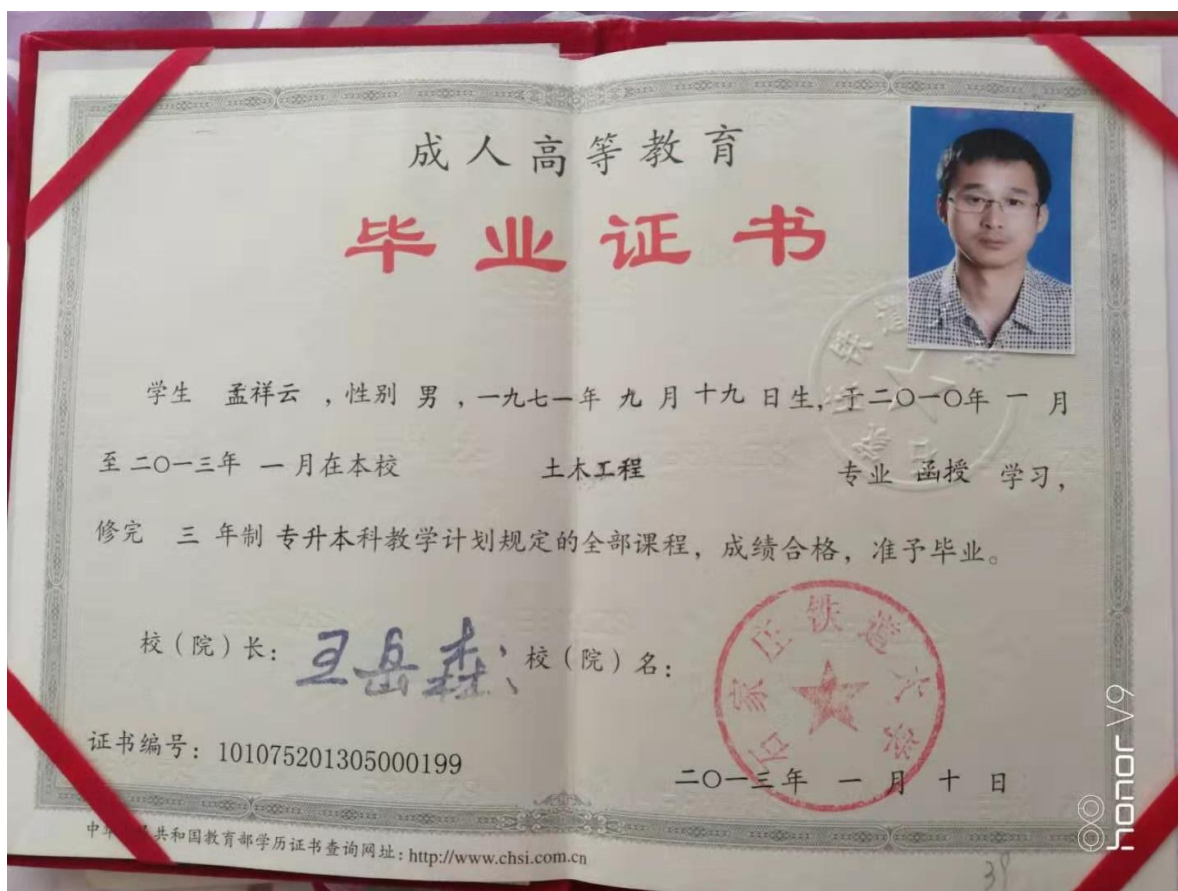 成人高等教育
毕业证书
学生 孟祥云 ，性别 男 ，一九七一年 九 月 十九 日生，于二〇一〇年 一 月
至 二〇一三年 一 月在本校 土木工程 专业 函授 学习，
修完 三 年制 专升本科教学计划规定的全部课程，成绩合格，准予毕业。
校（院）长： 王岳森 校（院）名：
石家庄铁道大学
证书编号：101075201305000199
二〇一三年 一 月 十 日
中华人民共和国教育部学历证书查询网址：http://www.chsi.com.cn
38
honor V9